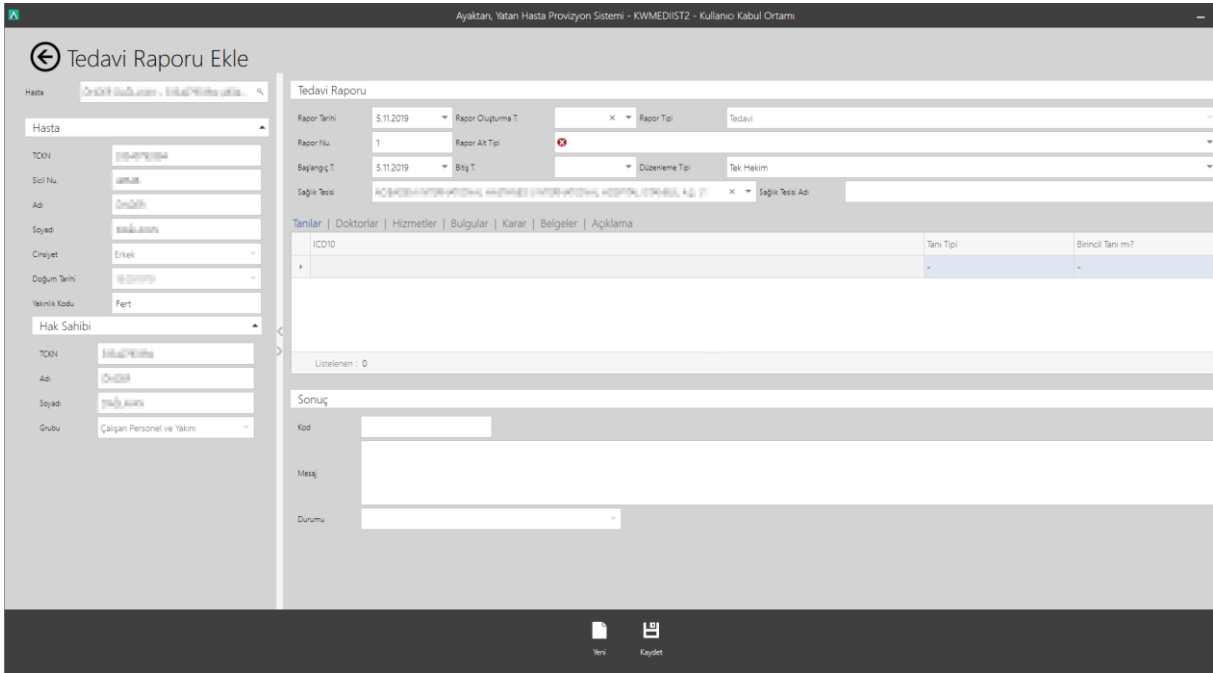 Ayaktan, Yatan Hasta Provizyon Sistemi - KWMEDIIST2 - Kullanıcı Kabul Ortamı
Tedavi Raporu Ekle
Hasta
Hasta
TCKN
Sicil Nu.
Adı
Soyadı
Cinsiyet Erkek
Doğum Tarihi
Yakınlık Kodu Fert
Hak Sahibi
TCKN
Adı
Soyadı
Grubu Çalışan Personel ve Yakını
Tedavi Raporu
Rapor Tarihi 5.11.2019 Rapor Oluşturma T. Rapor Tipi Tedavi
Rapor Nu. 1 Rapor Alt Tipi
Başlangıç T. 5.11.2019 Bitiş T. Düzenleme Tipi Tek Hekim
Sağlık Tesisi Sağlık Tesisi Adı
Tanılar | Doktorlar | Hizmetler | Bulgular | Karar | Belgeler | Açıklama
ICD10 Tanı Tipi Birincil Tanı mı?
- -
Listelenen : 0
Sonuç
Kod
Mesaj
Durumu
Yeni Kaydet